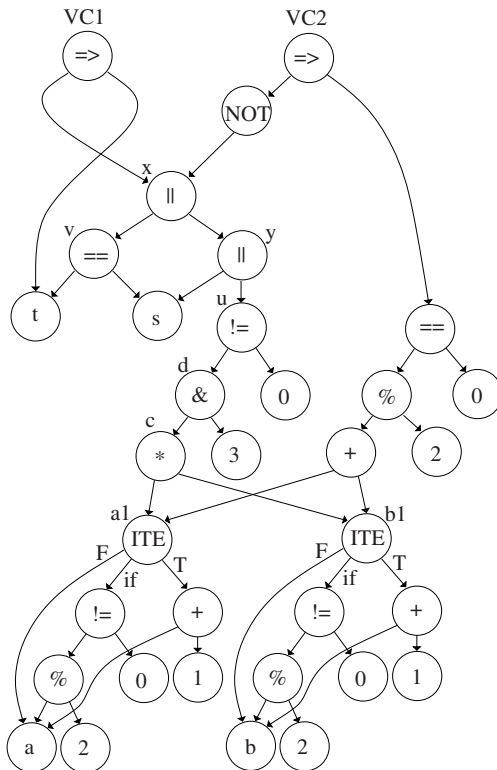 VC1 VC2
=> =>
NOT
x
||
v y
== ||
u
t s != ==
d
& 0 % 0
c
* 3 + 2
a1 b1
ITE ITE
F T F T
if if
!= + != +
% 0 1 % 0 1
a 2 b 2